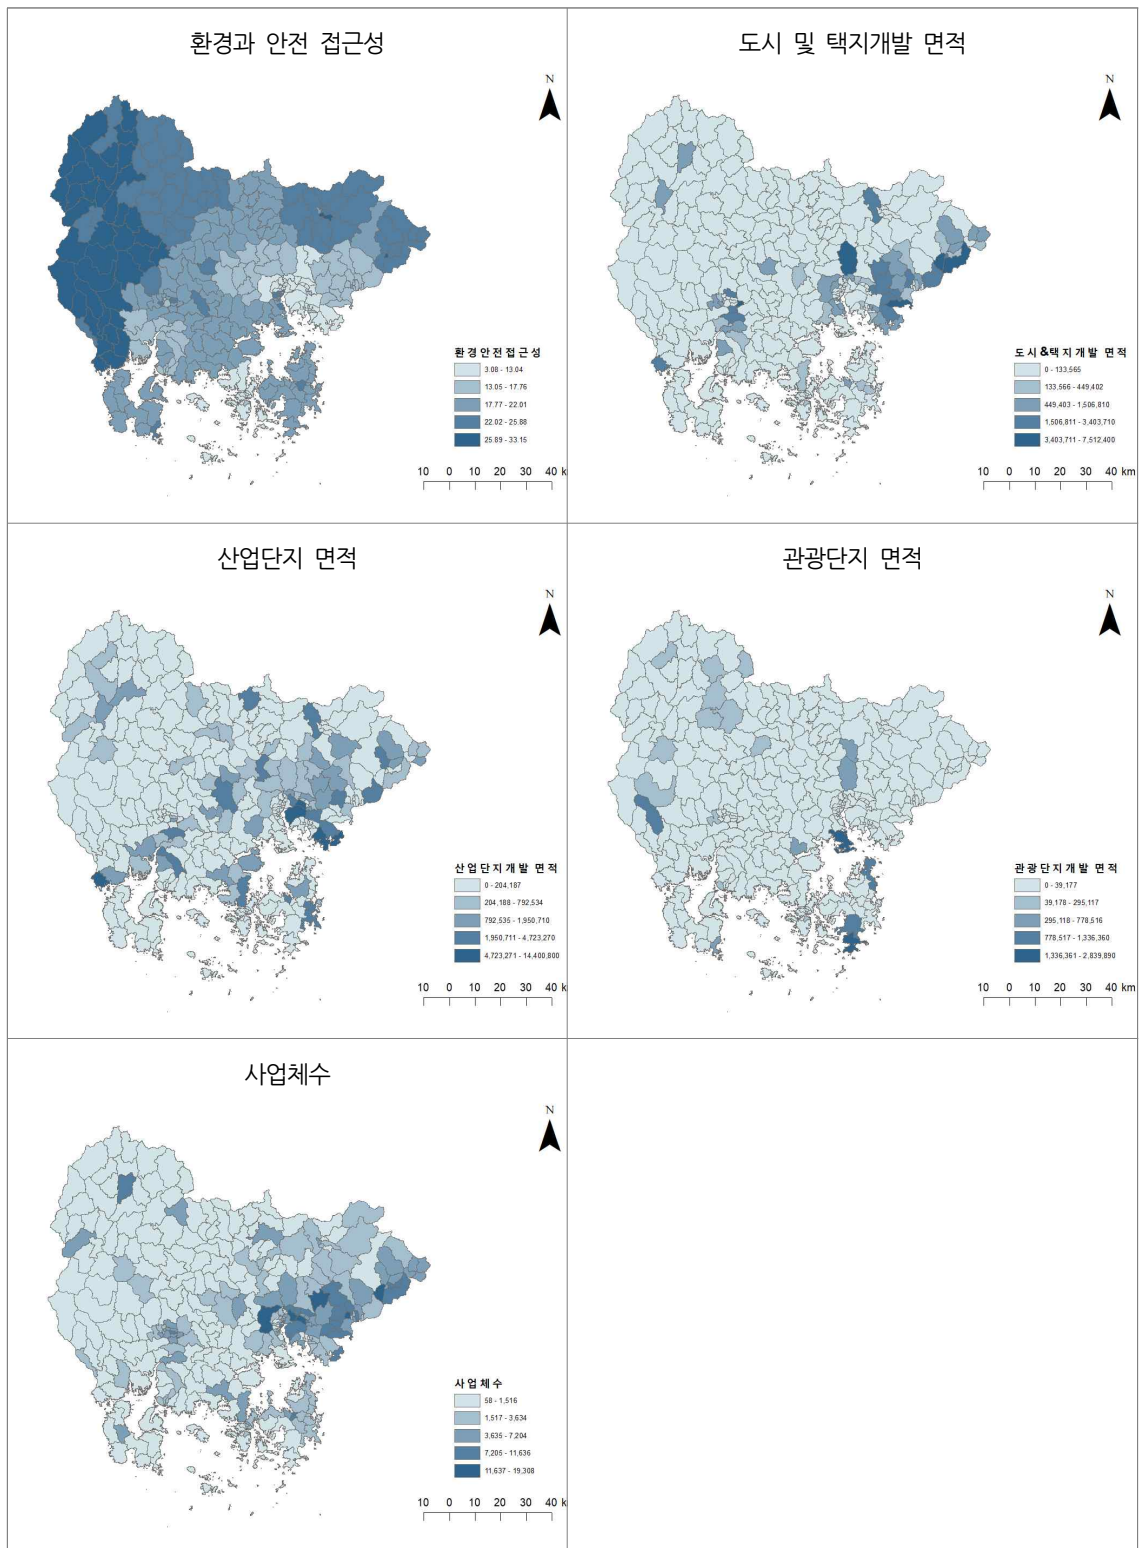 환경과 안전 접근성
N
환경안전접근성
3.08 - 13.04
13.05 - 17.76
17.77 - 22.01
22.02 - 25.88
25.89 - 33.15
10 0 10 20 30 40 k
도시 및 택지개발 면적
N
도시&택지개발 면적
0 - 133,565
133,566 - 449,402
449,403 - 1,506,810
1,506,811 - 3,403,710
3,403,711 - 7,512,400
10 0 10 20 30 40 km
산업단지 면적
N
산업단지개발 면적
0 - 204,187
204,188 - 792,534
792,535 - 1,950,710
1,950,711 - 4,723,270
4,723,271 - 14,400,800
10 0 10 20 30 40 k
관광단지 면적
N
관광단지개발 면적
0 - 39,177
39,178 - 295,117
295,118 - 778,516
778,517 - 1,336,360
1,336,361 - 2,839,890
10 0 10 20 30 40 km
사업체수
N
사업체수
58 - 1,516
1,517 - 3,634
3,635 - 7,204
7,205 - 11,636
11,637 - 19,308
10 0 10 20 30 40 k